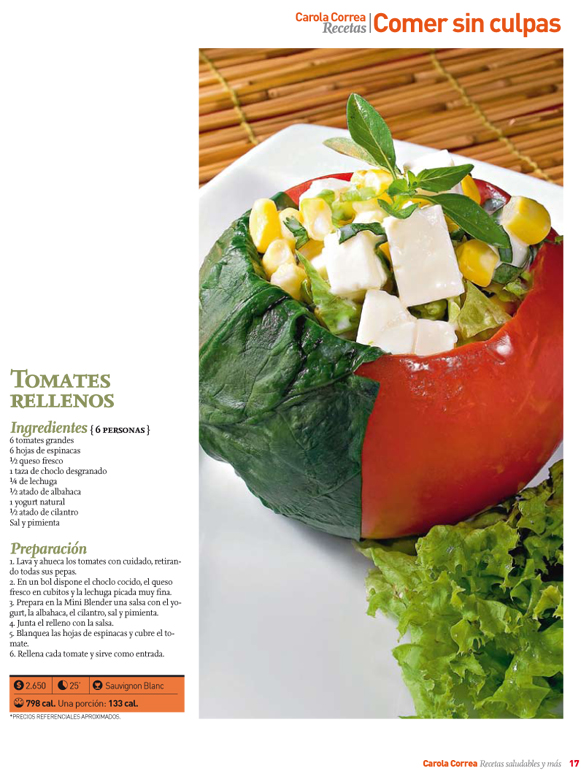 Carola Correa
Recetas
Comer sin culpas
TOMATES
RELLENOS
Ingredientes { 6 PERSONAS }
6 tomates grandes
6 hojas de espinacas
½ queso fresco
1 taza de choclo desgranado
¼ de lechuga
½ atado de albahaca
1 yogurt natural
½ atado de cilantro
Sal y pimienta
Preparación
1. Lava y ahueca los tomates con cuidado, retiran-
do todas sus pepas.
2. En un bol dispone el choclo cocido, el queso
fresco en cubitos y la lechuga picada muy fina.
3. Prepara en la Mini Blender una salsa con el yo-
gurt, la albahaca, el cilantro, sal y pimienta.
4. Junta el relleno con la salsa.
5. Blanquea las hojas de espinacas y cubre el to-
mate.
6. Rellena cada tomate y sirve como entrada.
$ 2.650 25' Sauvignon Blanc
798 cal. Una porción: 133 cal.
*PRECIOS REFERENCIALES APROXIMADOS.
Carola Correa Recetas saludables y más 17